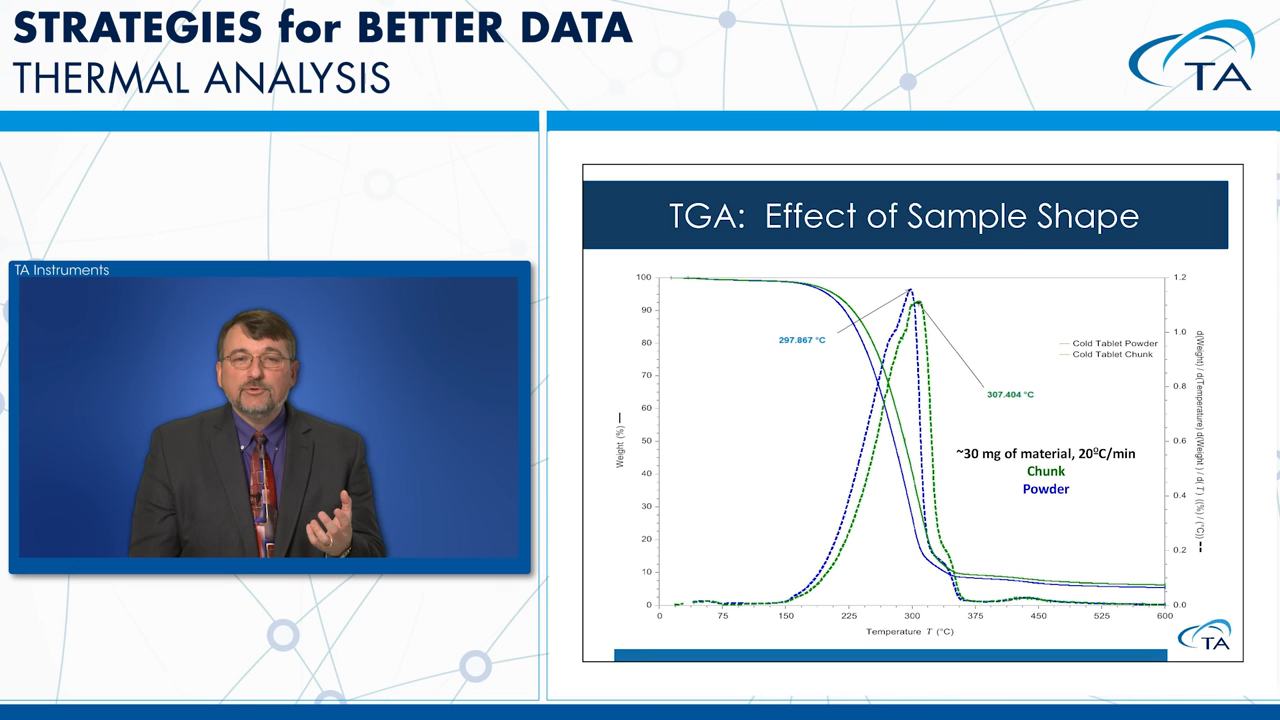 STRATEGIES for BETTER DATA
THERMAL ANALYSIS
TA
TA Instruments
TGA: Effect of Sample Shape
100
90
80
70
60
50
40
30
20
10
0
Weight (%)
297.867 °C
307.404 °C
Cold Tablet Powder
Cold Tablet Chunk
~30 mg of material, 20ºC/min
Chunk
Powder
1.2
1.0
0.8
0.6
0.4
0.2
0.0
d(Weight) / d(Temperature) d(Weight ) / d( T ) ((%) / (°C))
0 75 150 225 300 375 450 525 600
Temperature T (°C)
TA